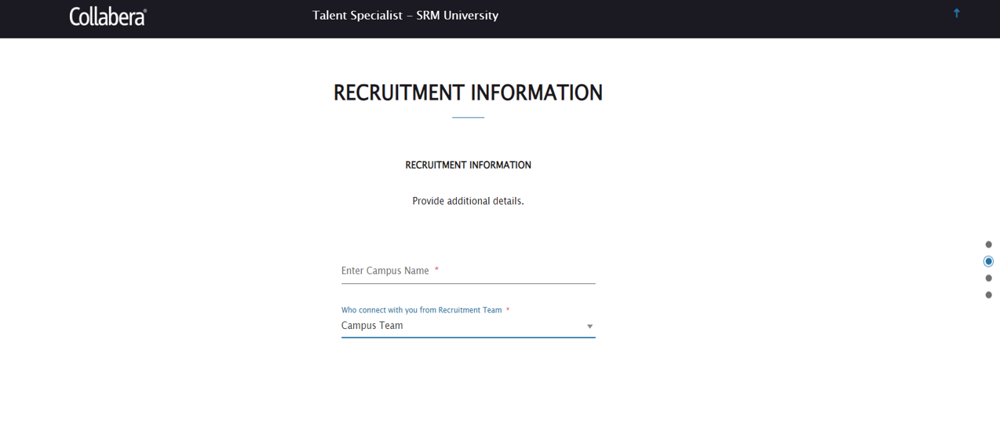 Collabera®
Talent Specialist – SRM University
RECRUITMENT INFORMATION
RECRUITMENT INFORMATION
Provide additional details.
Enter Campus Name *
Who connect with you from Recruitment Team *
Campus Team